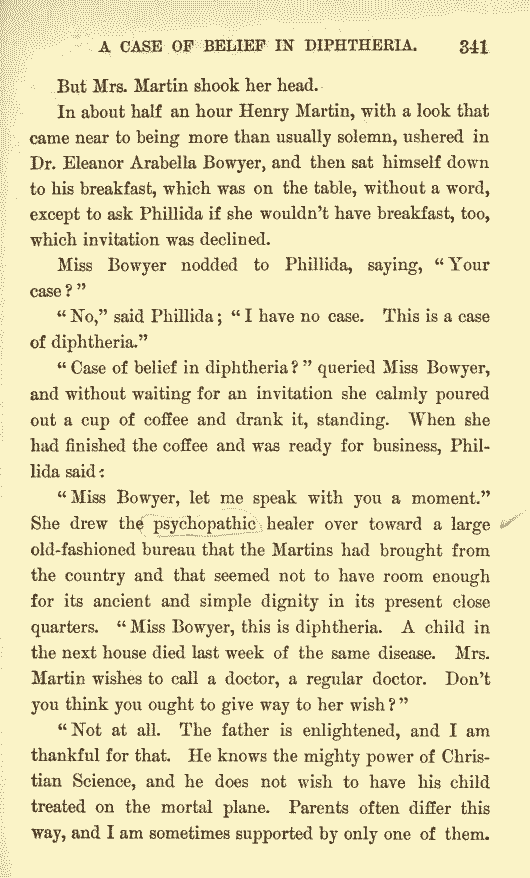 A CASE OF BELIEF IN DIPHTHERIA. 341
But Mrs. Martin shook her head.
In about half an hour Henry Martin, with a look that
came near to being more than usually solemn, ushered in
Dr. Eleanor Arabella Bowyer, and then sat himself down
to his breakfast, which was on the table, without a word,
except to ask Phillida if she wouldn't have breakfast, too,
which invitation was declined.
Miss Bowyer nodded to Phillida, saying, "Your
case?"
"No," said Phillida; "I have no case. This is a case
of diphtheria."
"Case of belief in diphtheria?" queried Miss Bowyer,
and without waiting for an invitation she calmly poured
out a cup of coffee and drank it, standing. When she
had finished the coffee and was ready for business, Phil-
lida said:
"Miss Bowyer, let me speak with you a moment."
She drew the psychopathic healer over toward a large
old-fashioned bureau that the Martins had brought from
the country and that seemed not to have room enough
for its ancient and simple dignity in its present close
quarters. "Miss Bowyer, this is diphtheria. A child in
the next house died last week of the same disease. Mrs.
Martin wishes to call a doctor, a regular doctor. Don't
you think you ought to give way to her wish?"
"Not at all. The father is enlightened, and I am
thankful for that. He knows the mighty power of Chris-
tian Science, and he does not wish to have his child
treated on the mortal plane. Parents often differ this
way, and I am sometimes supported by only one of them.